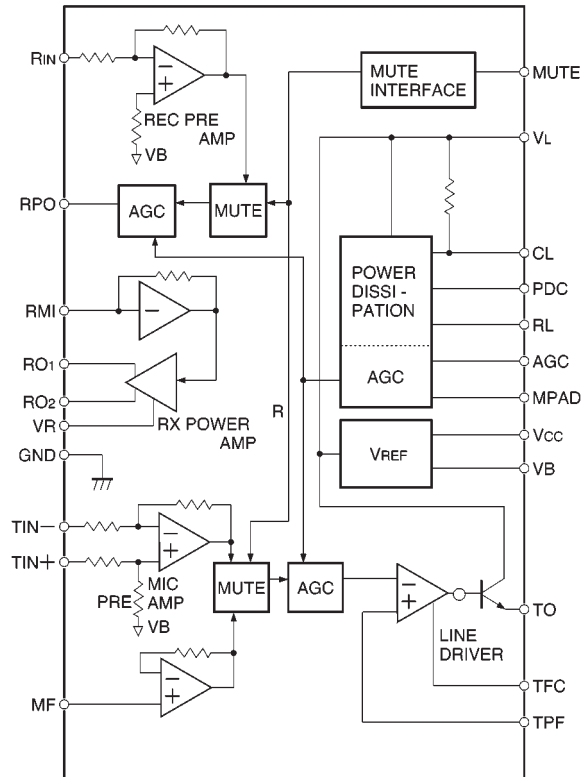 RIN
MUTE
INTERFACE
MUTE
REC PRE
AMP
VB
VL
RPO
AGC
MUTE
CL
POWER
DISSI-
PATION
PDC
RMI
RL
RO1
AGC
AGC
RO2
MPAD
VR
RX POWER
AMP
R
VREF
VCC
GND
VB
TIN−
TIN+
PRE
MIC
AMP
VB
MUTE
AGC
TO
LINE
DRIVER
TFC
MF
TPF